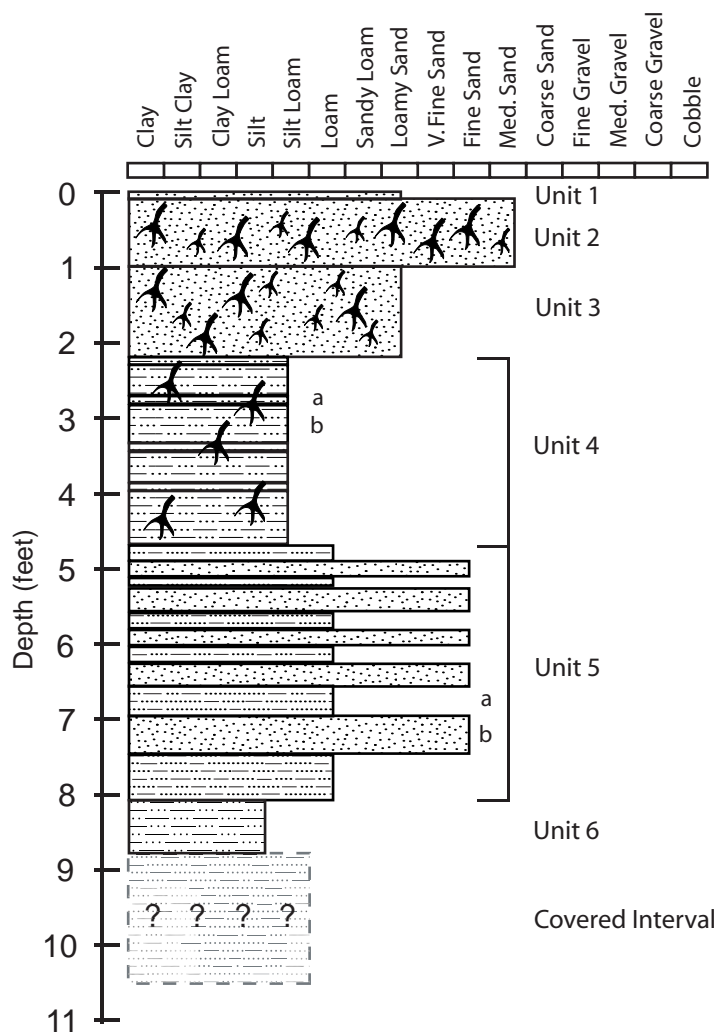 Clay
Silt Clay
Clay Loam
Silt
Silt Loam
Loam
Sandy Loam
Loamy Sand
V. Fine Sand
Fine Sand
Med. Sand
Coarse Sand
Fine Gravel
Med. Gravel
Coarse Gravel
Cobble
Depth (feet)
0
1
2
3
4
5
6
7
8
9
10
11
Unit 1
Unit 2
Unit 3
a
b
Unit 4
Unit 5
a
b
Unit 6
? ? ? ?
Covered Interval